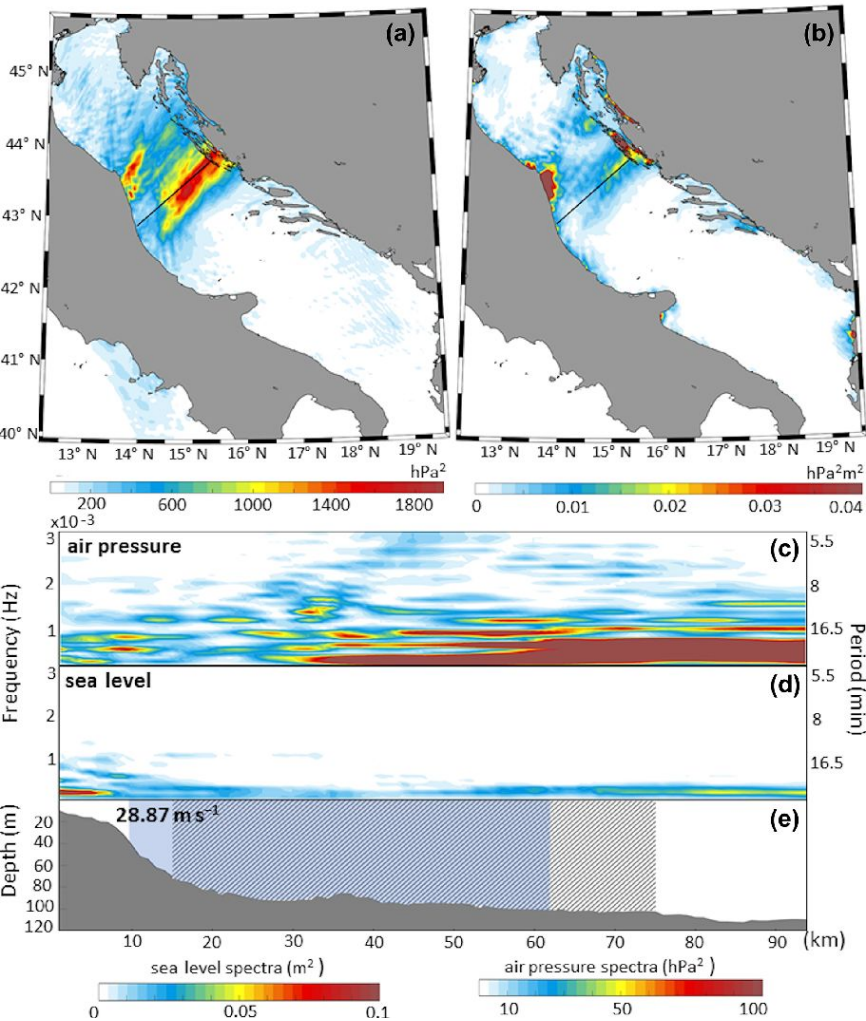 (a)
(b)
45° N
44° N
43° N
42° N
41° N
40° N
13° N 14° N 15° N 16° N 17° N 18° N 19° N
13° N 14° N 15° N 16° N 17° N 18° N 19° N
hPa²
200 600 1000 1400 1800
hPa²m²
0 0.01 0.02 0.03 0.04
x10⁻³
3
2
1
air pressure
(c)
5.5
8
16.5
Frequency (Hz)
Period (min)
3
2
1
sea level
(d)
5.5
8
16.5
28.87 m s⁻¹
(e)
Depth (m)
20
40
60
80
100
120
10 20 30 40 50 60 70 80 90 (km)
sea level spectra (m²)
0 0.05 0.1
air pressure spectra (hPa²)
10 50 100